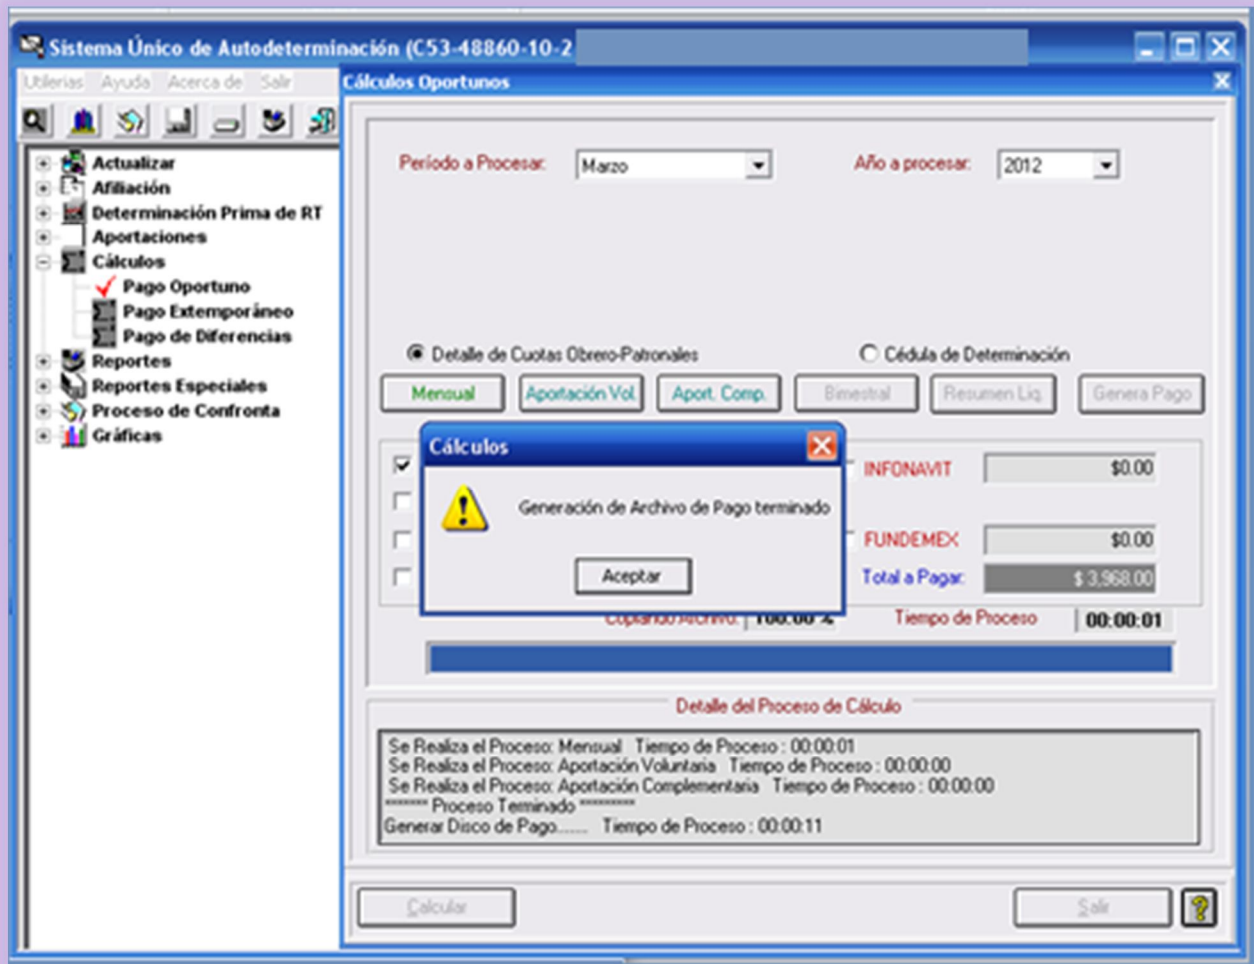 Sistema Único de Autodeterminación (C53-48860-10-2
Utilerias Ayuda Acerca de Salir
Cálculos Oportunos
Actualizar
Afiliación
Determinación Prima de RT
Aportaciones
Cálculos
Pago Oportuno
Pago Extemporáneo
Pago de Diferencias
Reportes
Reportes Especiales
Proceso de Confronta
Gráficas
Período a Procesar: Marzo Año a procesar: 2012
Detalle de Cuotas Obrero-Patronales Cédula de Determinación
Mensual Aportación Vol. Aport. Comp. Bimestral Resumen Liq. Genera Pago
Cálculos
Generación de Archivo de Pago terminado
Aceptar
INFONAVIT $0.00
FUNDEMEX $0.00
Total a Pagar: $ 3,968.00
Copiando Archivo: 100.00 % Tiempo de Proceso 00:00:01
Detalle del Proceso de Cálculo
Se Realiza el Proceso: Mensual Tiempo de Proceso : 00:00:01
Se Realiza el Proceso: Aportación Voluntaria Tiempo de Proceso : 00:00:00
Se Realiza el Proceso: Aportación Complementaria Tiempo de Proceso : 00:00:00
******* Proceso Terminado *********
Generar Disco de Pago...... Tiempo de Proceso : 00:00:11
Calcular Salir ?